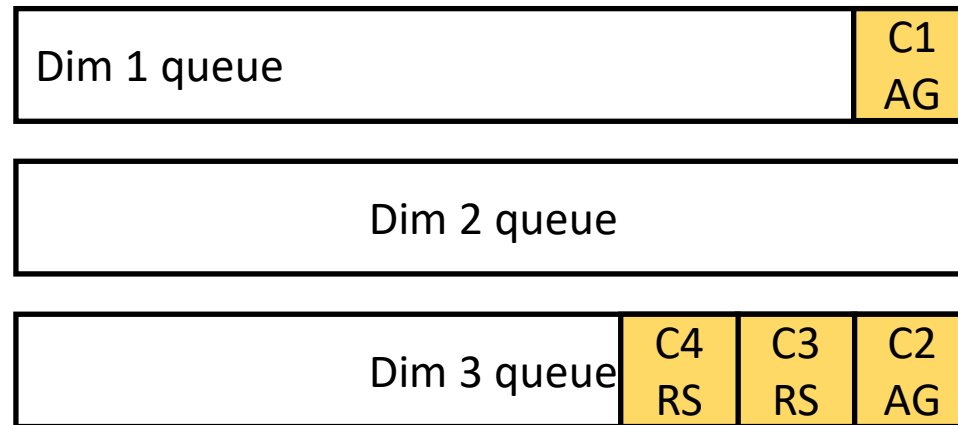 Dim 1 queue
C1
AG
Dim 2 queue
Dim 3 queue
C4
RS
C3
RS
C2
AG